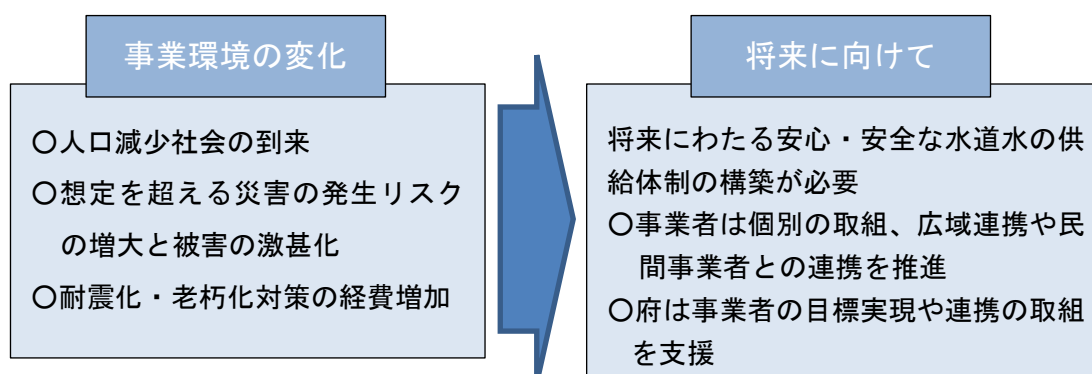 事業環境の変化
〇人口減少社会の到来
〇想定を超える災害の発生リスク
の増大と被害の激甚化
〇耐震化・老朽化対策の経費増加
将来に向けて
将来にわたる安心・安全な水道水の供
給体制の構築が必要
〇事業者は個別の取組、広域連携や民
間事業者との連携を推進
〇府は事業者の目標実現や連携の取組
を支援